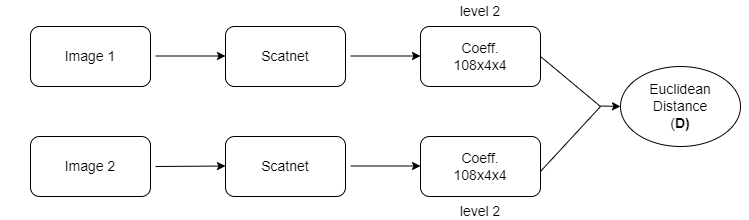 level 2
Image 1
Scatnet
Coeff.
108x4x4
Euclidean
Distance
(D)
Image 2
Scatnet
Coeff.
108x4x4
level 2